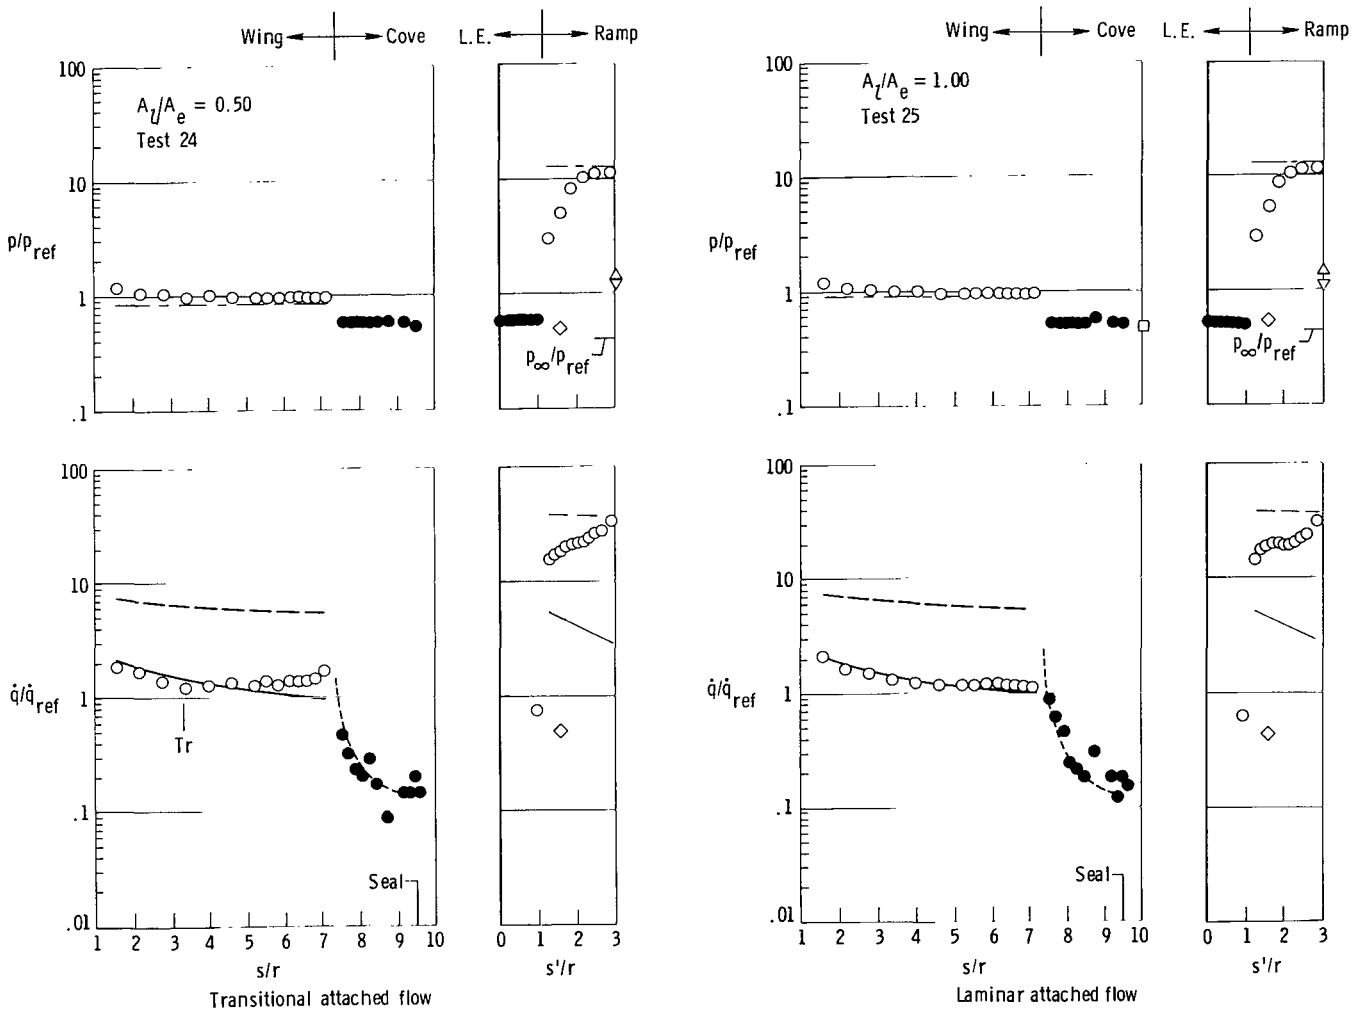 Wing Cove L.E. Ramp
Wing Cove L.E. Ramp
100
10
1
.1
p/p_ref
A_l/A_e = 0.50
Test 24
p_∞/p_ref
100
10
1
.1
p/p_ref
A_l/A_e = 1.00
Test 25
p_∞/p_ref
100
10
1
.1
.01
q̇/q̇_ref
Tr
Seal
1 2 3 4 5 6 7 8 9 10
s/r
0 1 2 3
s'/r
Transitional attached flow
100
10
1
.1
.01
q̇/q̇_ref
Seal
1 2 3 4 5 6 7 8 9 10
s/r
0 1 2 3
s'/r
Laminar attached flow